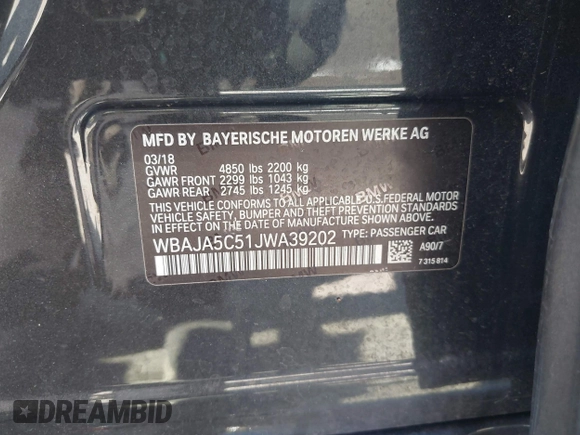 MFD BY BAYERISCHE MOTOREN WERKE AG
03/18
GVWR 4850 lbs 2200 kg
GAWR FRONT 2299 lbs 1043 kg
GAWR REAR 2745 lbs 1245 kg
THIS VEHICLE CONFORMS TO ALL APPLICABLE U.S. FEDERAL MOTOR
VEHICLE SAFETY, BUMPER AND THEFT PREVENTION STANDARDS
IN EFFECT ON THE DATE OF MANUFACTURE SHOWN ABOVE.
WBAJA5C51JWA39202 TYPE: PASSENGER CAR
A90/7
7 315 814
DREAMBID